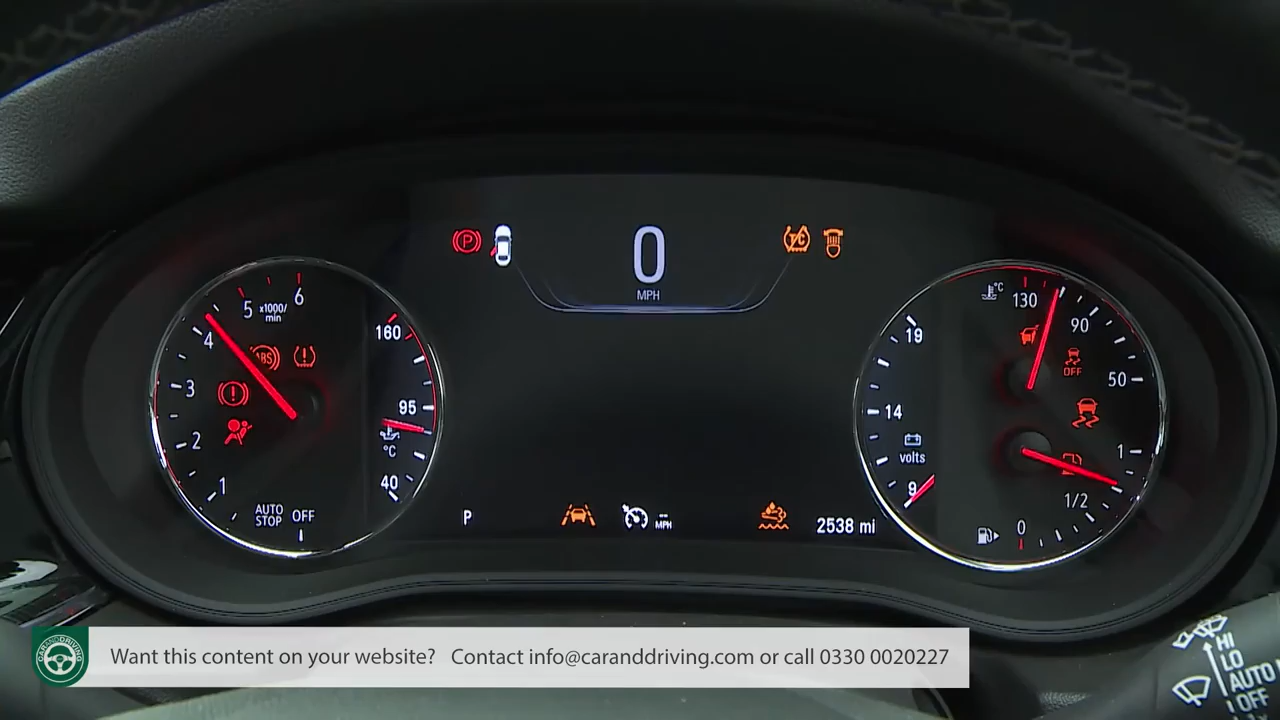 0
MPH
P
6
5
x1000/
min
4
3
2
1
ABS
AUTO
STOP
OFF
160
95
°C
40
P
--
MPH
2538 mi
T/C
°C
130
90
50
OFF
19
14
volts
9
1
1/2
0
CARANDDRIVING
Want this content on your website? Contact info@caranddriving.com or call 0330 0020227
HI
LO
AUTO
OFF